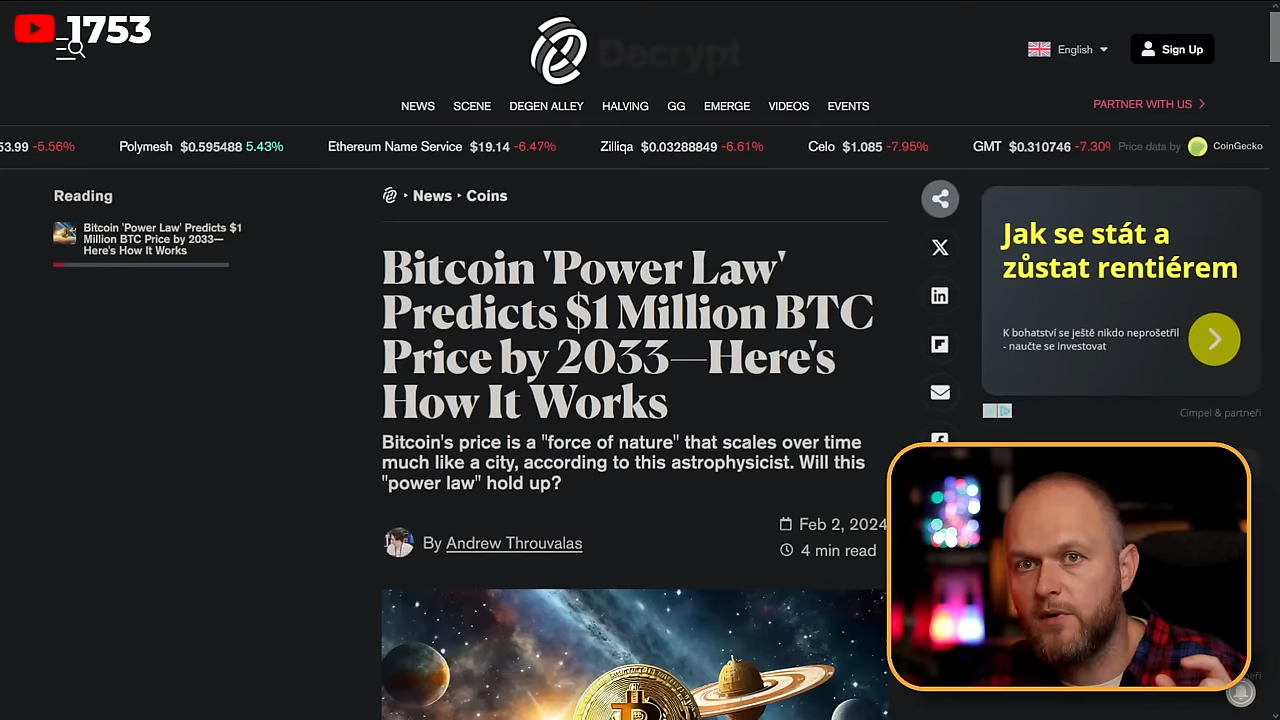 1753
Decrypt
English
Sign Up
NEWS SCENE DEGEN ALLEY HALVING GG EMERGE VIDEOS EVENTS
PARTNER WITH US
53.99 -5.56% Polymesh $0.595488 5.43% Ethereum Name Service $19.14 -6.47% Zilliqa $0.03288849 -6.61% Celo $1.085 -7.95% GMT $0.310746 -7.30% Price data by CoinGecko
Reading
Bitcoin 'Power Law' Predicts $1
Million BTC Price by 2033—
Here's How It Works
News Coins
Bitcoin 'Power Law'
Predicts $1 Million BTC
Price by 2033—Here's
How It Works
Bitcoin's price is a "force of nature" that scales over time
much like a city, according to this astrophysicist. Will this
"power law" hold up?
By Andrew Throuvalas
Feb 2, 2024
4 min read
Jak se stát a
zůstat rentiérem
K bohatství se ještě nikdo neprošetřil
- naučte se investovat
Cimpel & partneři